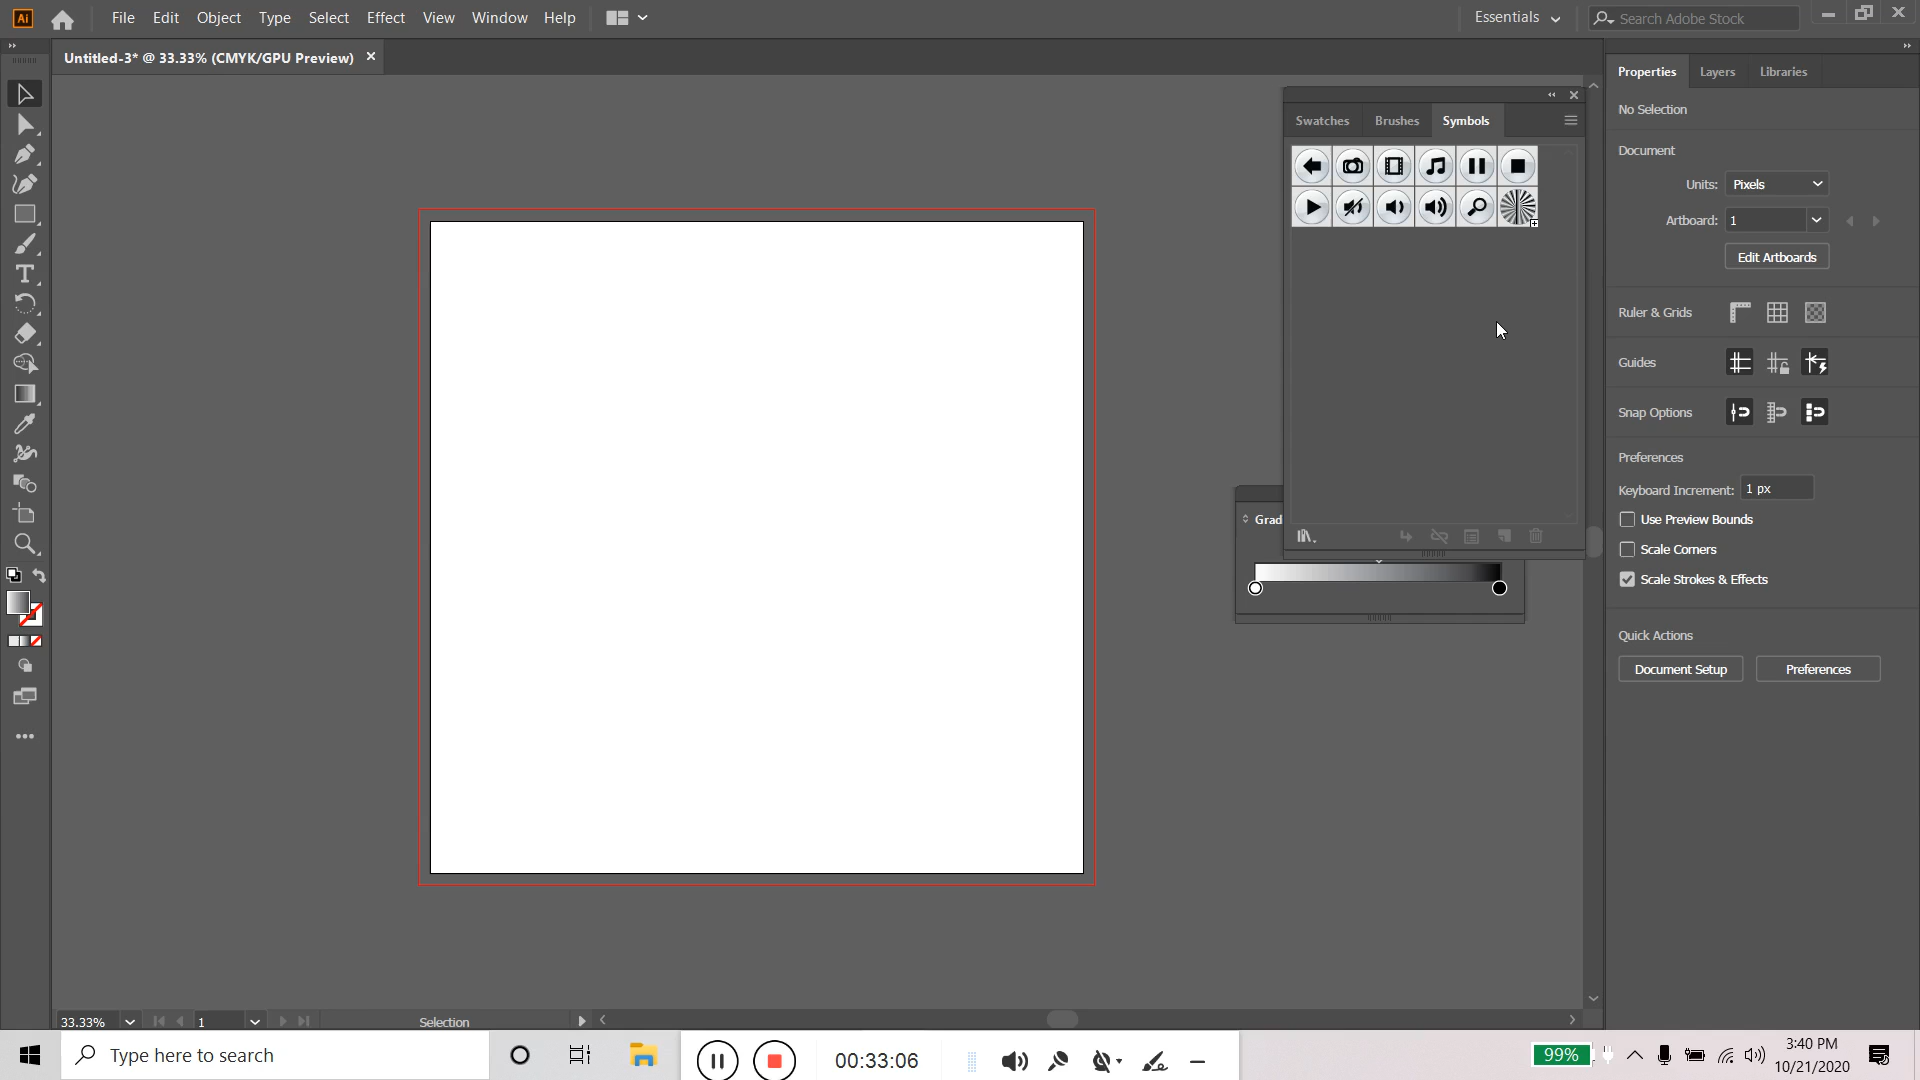 Ai File Edit Object Type Select Effect View Window Help Essentials Search Adobe Stock
Untitled-3* @ 33.33% (CMYK/GPU Preview)
Swatches Brushes Symbols
Grad
Properties Layers Libraries
No Selection
Document
Units: Pixels
Artboard: 1
Edit Artboards
Ruler & Grids
Guides
Snap Options
Preferences
Keyboard Increment: 1 px
Use Preview Bounds
Scale Corners
Scale Strokes & Effects
Quick Actions
Document Setup Preferences
33.33% 1 Selection
Type here to search
00:33:06
99%
3:40 PM
10/21/2020